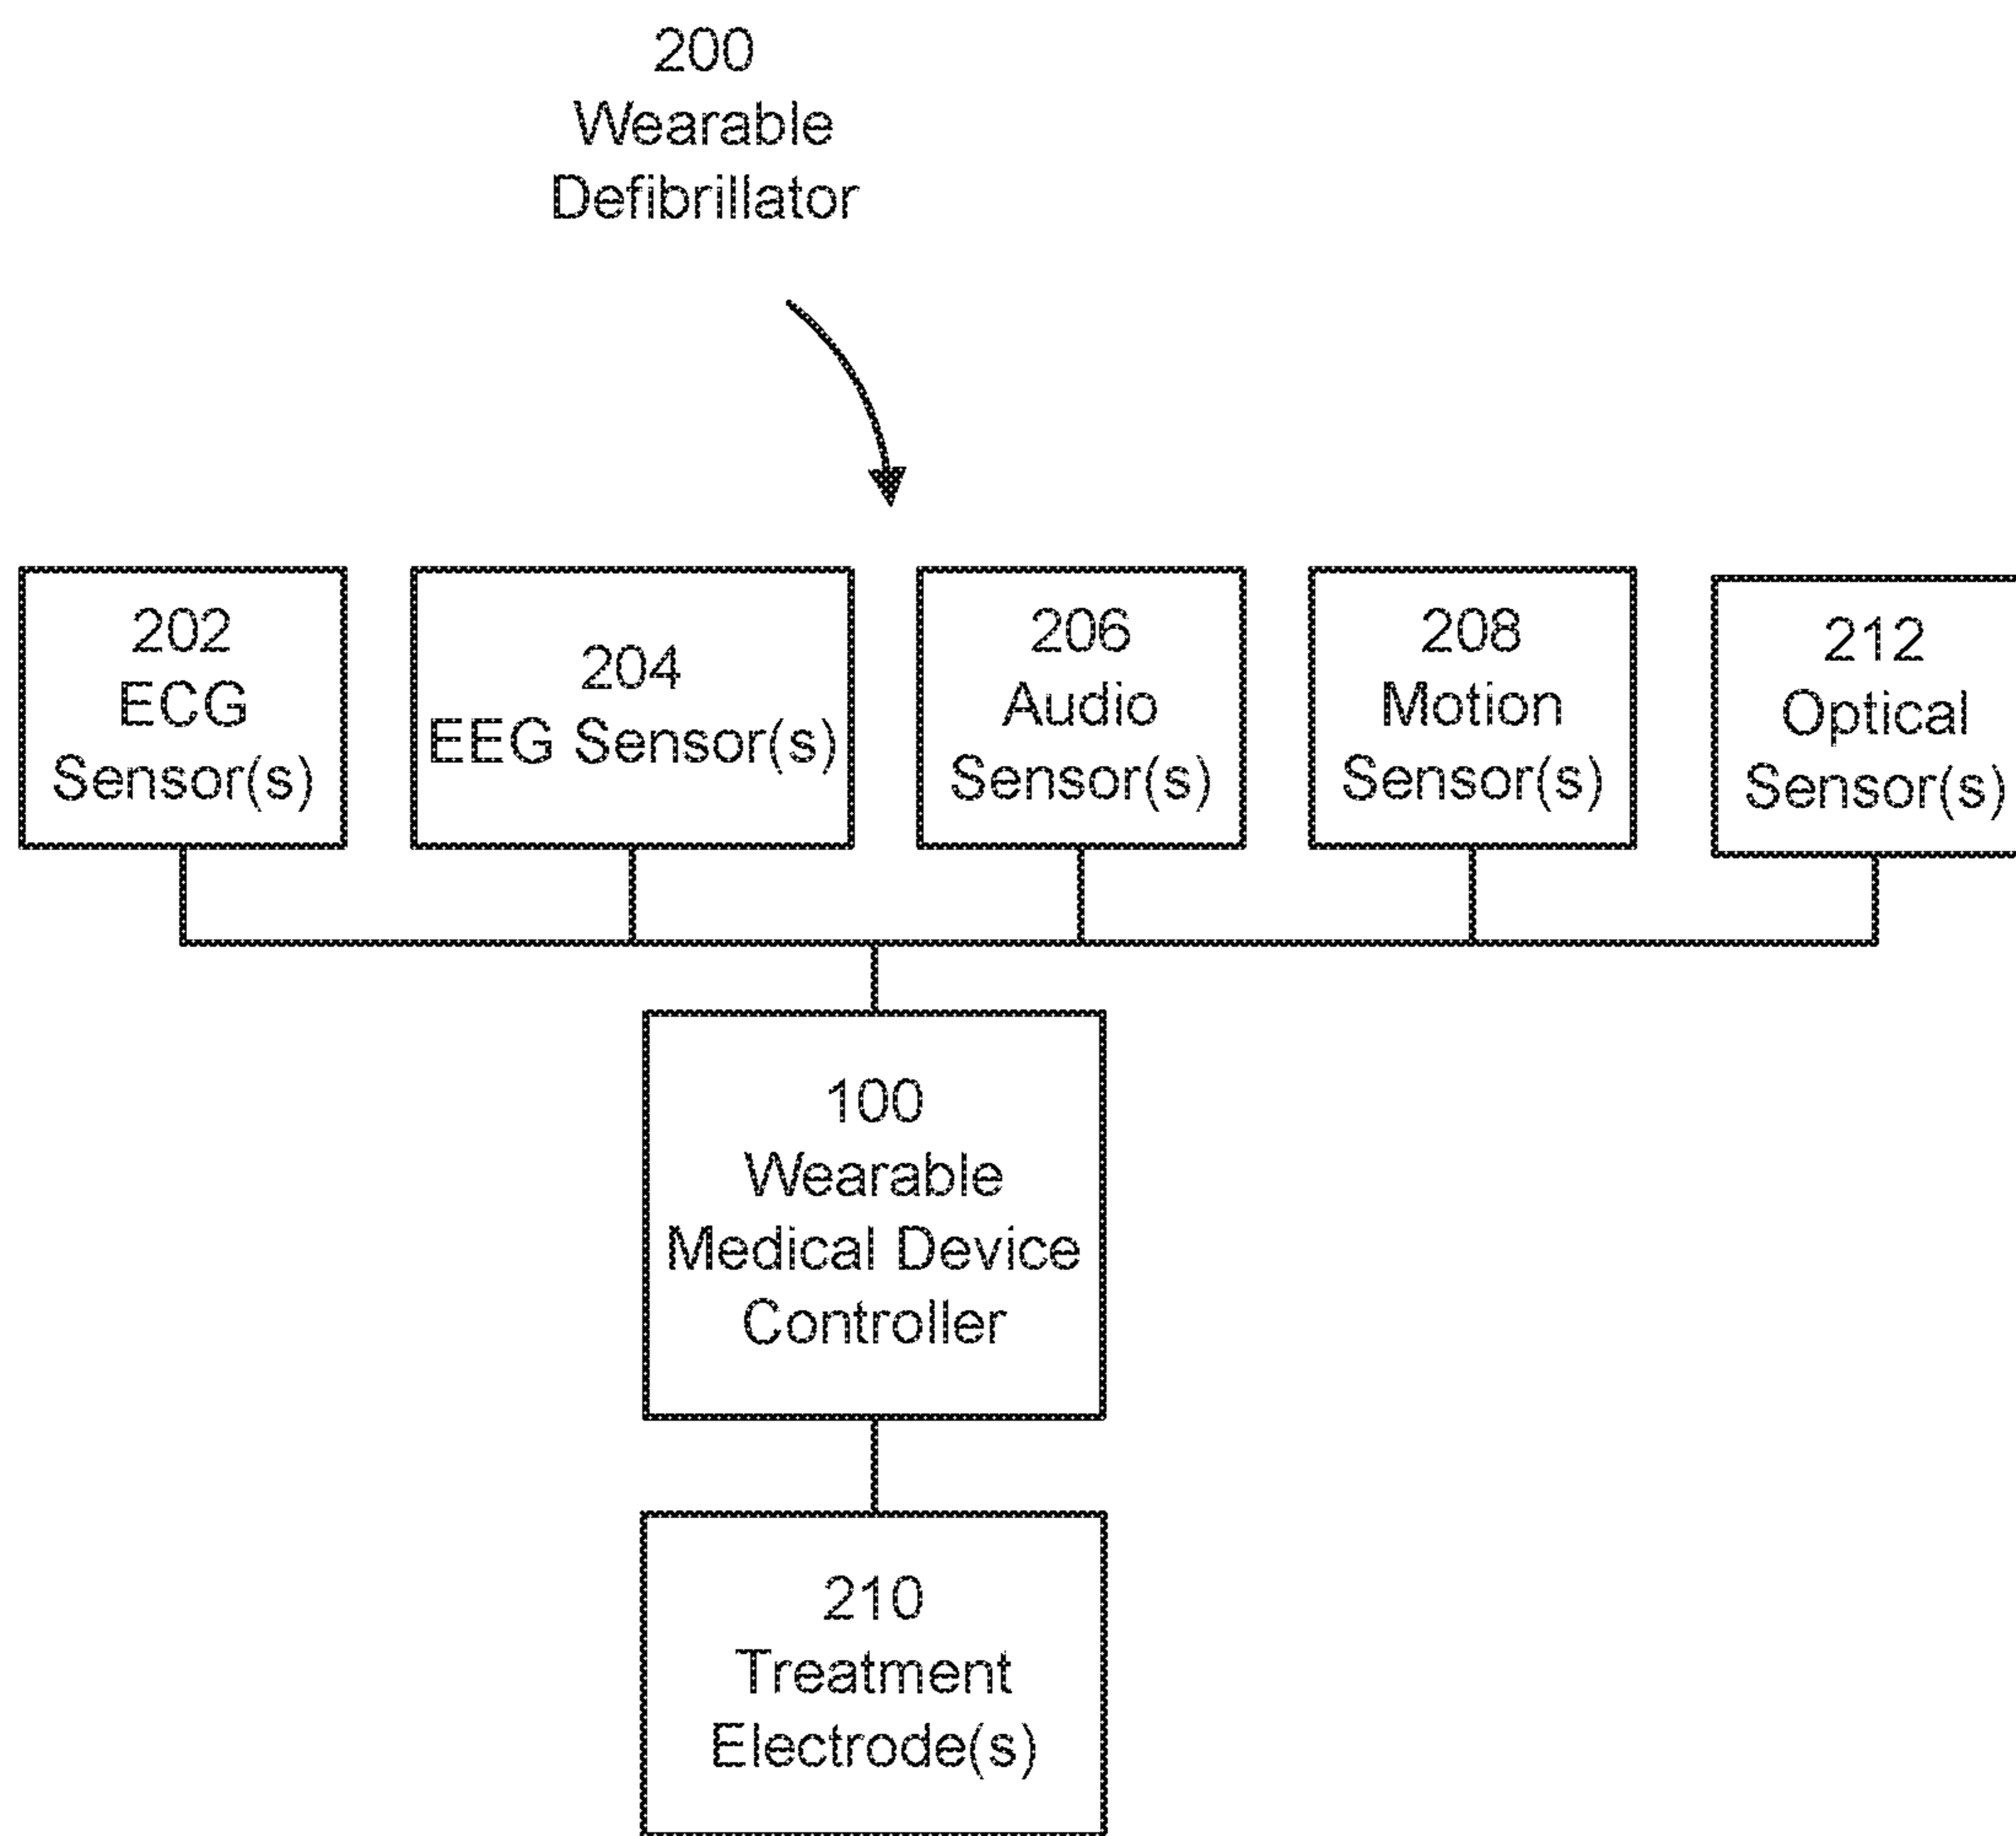 200
Wearable
Defibrillator
202
ECG
Sensor(s)
204
EEG Sensor(s)
206
Audio
Sensor(s)
208
Motion
Sensor(s)
212
Optical
Sensor(s)
100
Wearable
Medical Device
Controller
210
Treatment
Electrode(s)